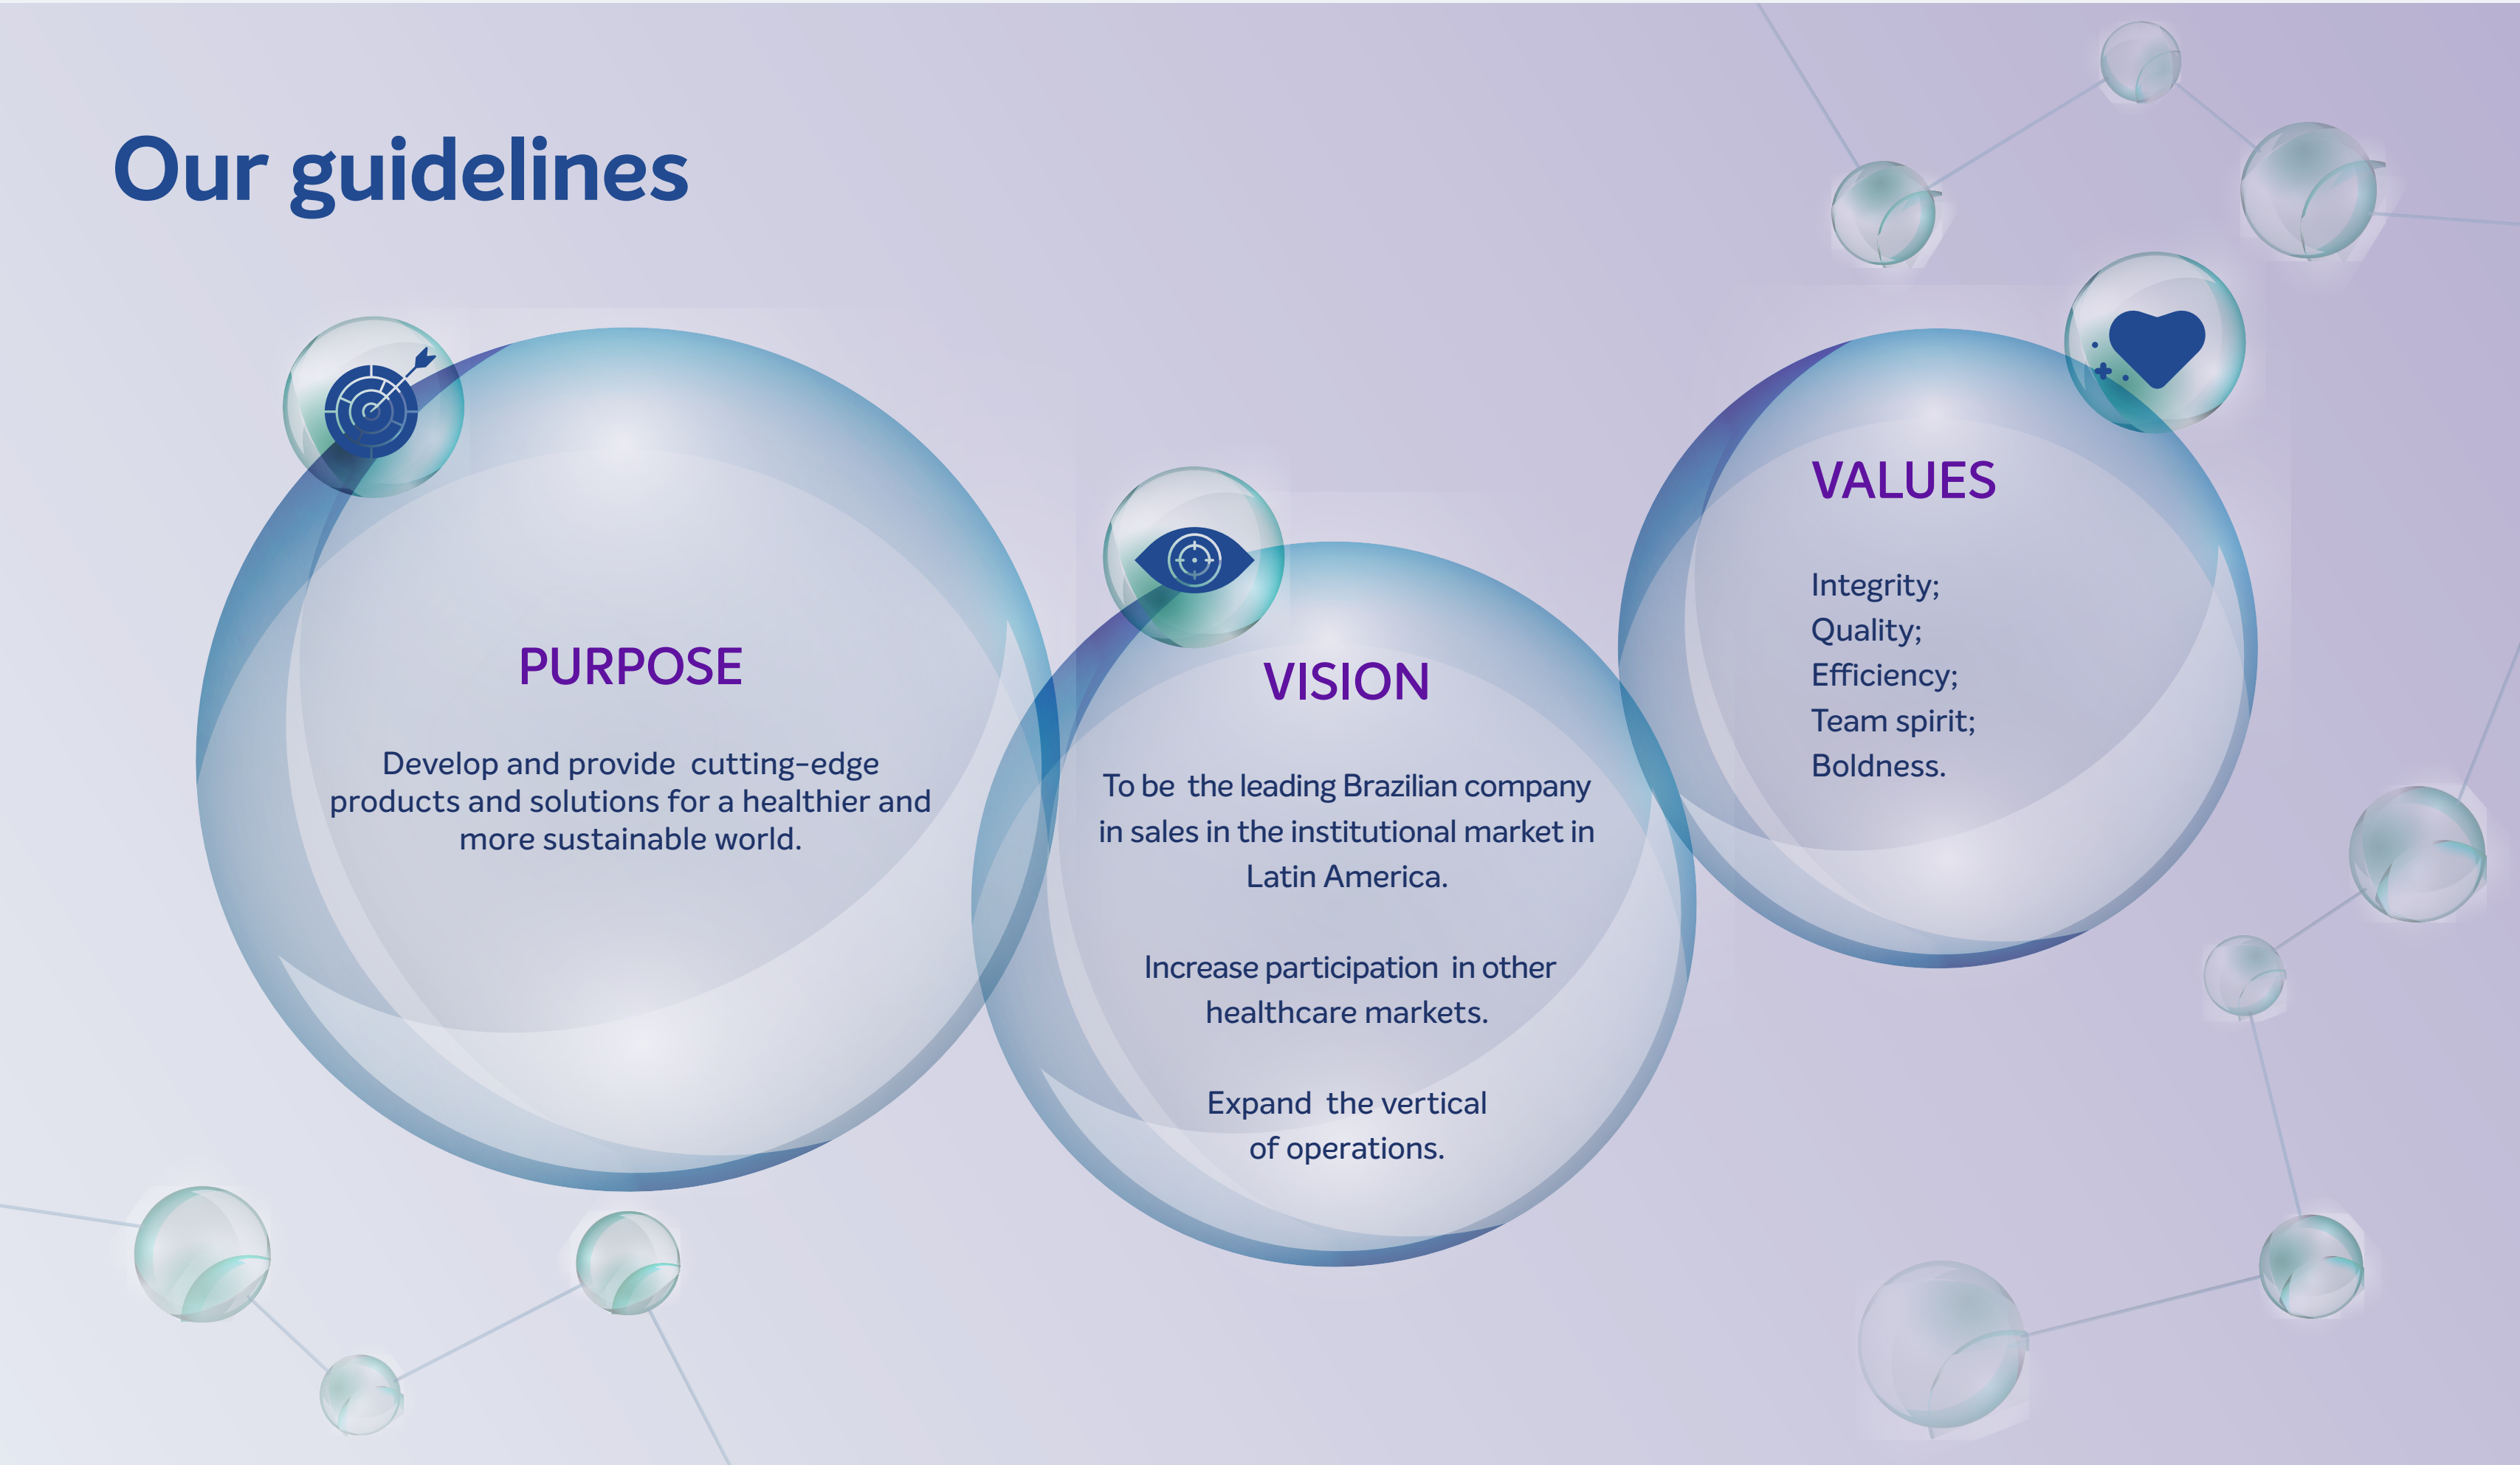 Our guidelines
PURPOSE
Develop and provide  cutting-edge
products and solutions for a healthier and
more sustainable world.
VISION
To be  the leading Brazilian company
in sales in the institutional market in
Latin America.
Increase participation  in other
healthcare markets.
Expand  the vertical
of operations.
VALUES
Integrity;
Quality;
Efficiency;
Team spirit;
Boldness.